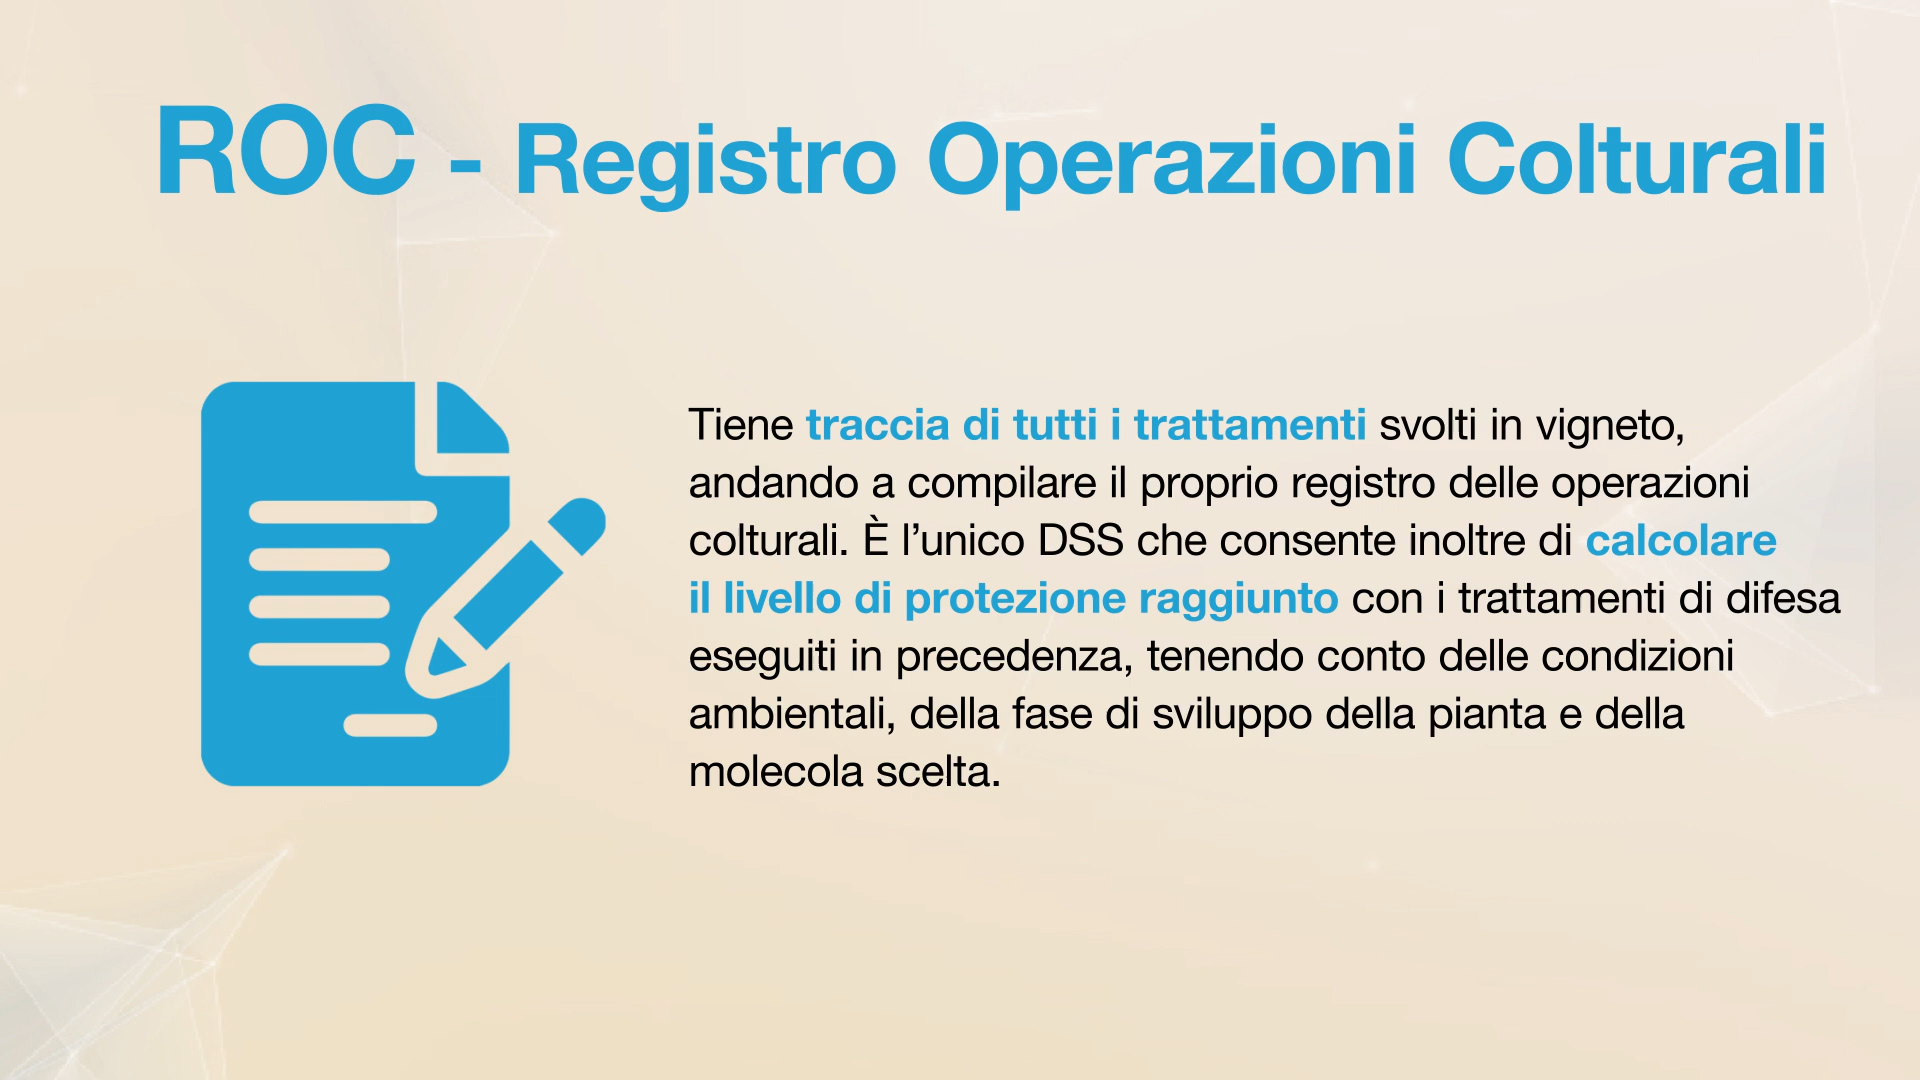 ROC - Registro Operazioni Colturali
Tiene traccia di tutti i trattamenti svolti in vigneto,
andando a compilare il proprio registro delle operazioni
colturali. È l’unico DSS che consente inoltre di calcolare
il livello di protezione raggiunto con i trattamenti di difesa
eseguiti in precedenza, tenendo conto delle condizioni
ambientali, della fase di sviluppo della pianta e della
molecola scelta.